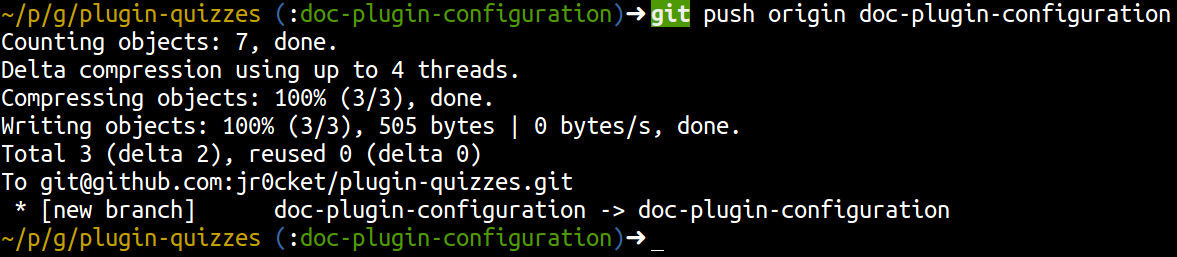 ~/p/g/plugin-quizzes (:doc-plugin-configuration)➜ git push origin doc-plugin-configuration
Counting objects: 7, done.
Delta compression using up to 4 threads.
Compressing objects: 100% (3/3), done.
Writing objects: 100% (3/3), 505 bytes | 0 bytes/s, done.
Total 3 (delta 2), reused 0 (delta 0)
To git@github.com:jr0cket/plugin-quizzes.git
 * [new branch]      doc-plugin-configuration -> doc-plugin-configuration
~/p/g/plugin-quizzes (:doc-plugin-configuration)➜ _